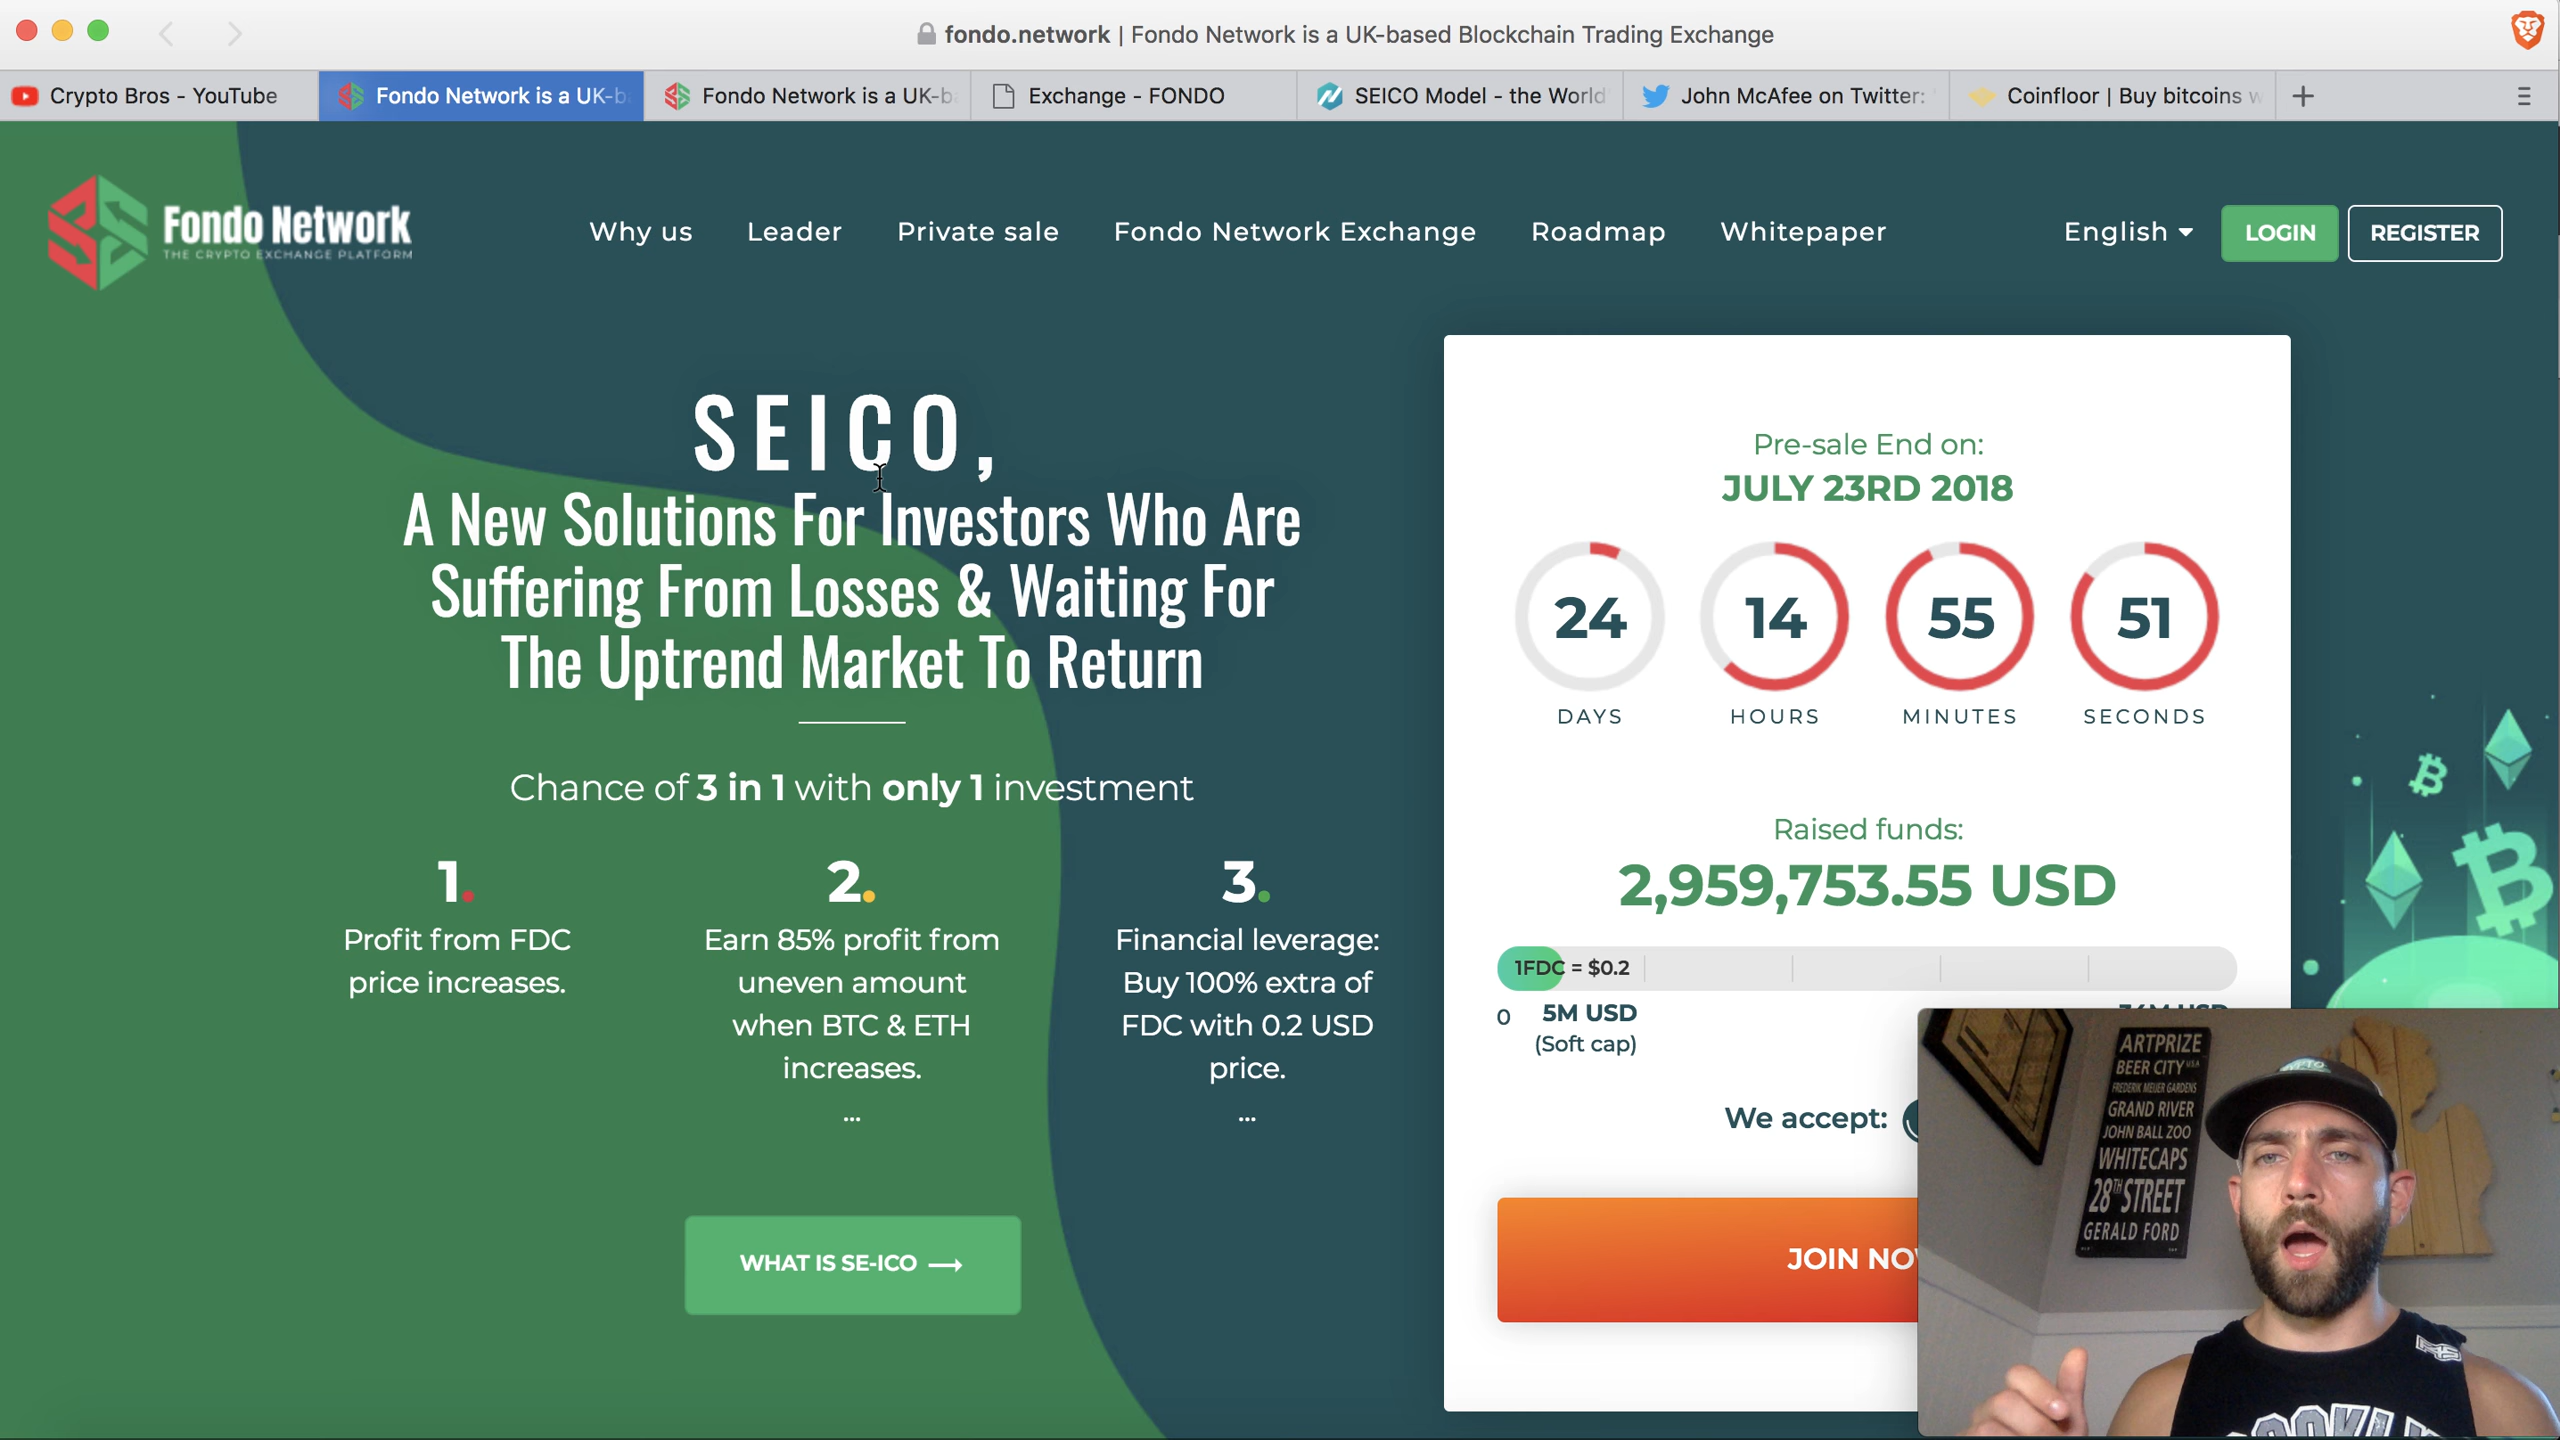 fondo.network | Fondo Network is a UK-based Blockchain Trading Exchange
Crypto Bros - YouTube
Fondo Network is a UK-b
Fondo Network is a UK-b
Exchange - FONDO
SEICO Model - the World
John McAfee on Twitter:
Coinfloor | Buy bitcoins w
Fondo Network
THE CRYPTO EXCHANGE PLATFORM
Why us
Leader
Private sale
Fondo Network Exchange
Roadmap
Whitepaper
English
LOGIN
REGISTER
SEICO,
A New Solutions For Investors Who Are
Suffering From Losses & Waiting For
The Uptrend Market To Return
Chance of 3 in 1 with only 1 investment
1.
Profit from FDC
price increases.
2.
Earn 85% profit from
uneven amount
when BTC & ETH
increases.
...
3.
Financial leverage:
Buy 100% extra of
FDC with 0.2 USD
price.
...
WHAT IS SE-ICO
Pre-sale End on:
JULY 23RD 2018
24 14 55 51
DAYS HOURS MINUTES SECONDS
Raised funds:
2,959,753.55 USD
1FDC = $0.2
0
5M USD
(Soft cap)
We accept:
JOIN NO
ARTPRIZE
BEER CITY USA
FREDERIK MEIJER GARDENS
GRAND RIVER
JOHN BALL ZOO
WHITECAPS
28TH STREET
GERALD FORD